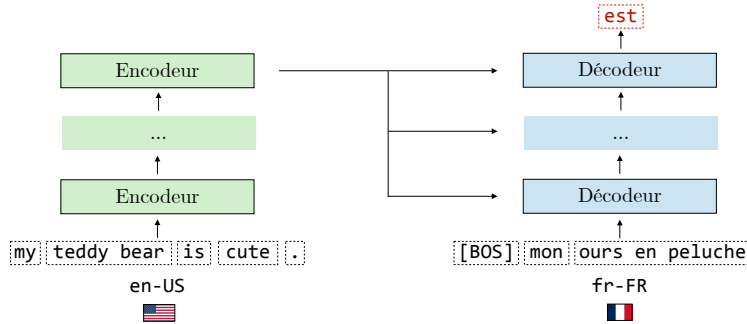 est
Encodeur
Décodeur
...
...
Encodeur
Décodeur
my teddy bear is cute .
[BOS] mon ours en peluche
en-US
fr-FR